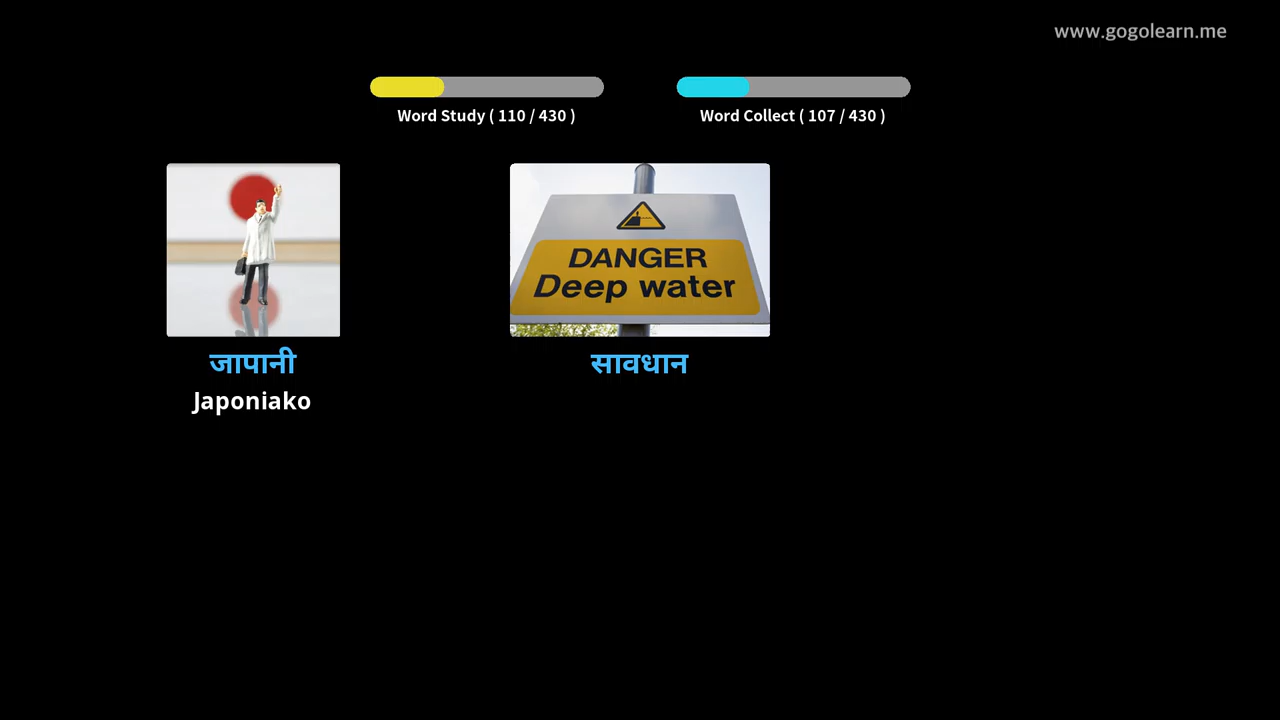 www.gogolearn.me
Word Study ( 110 / 430 )
Word Collect ( 107 / 430 )
DANGER
Deep water
जापानी
सावधान
Japoniako